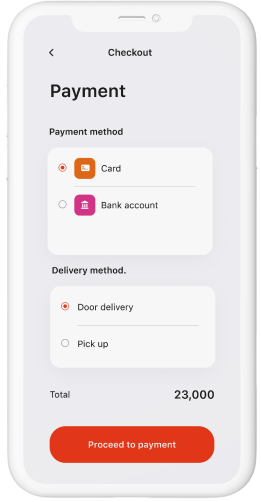 Checkout
Payment
Payment method
Card
Bank account
Delivery method.
Door delivery
Pick up
Total 23,000
Proceed to payment